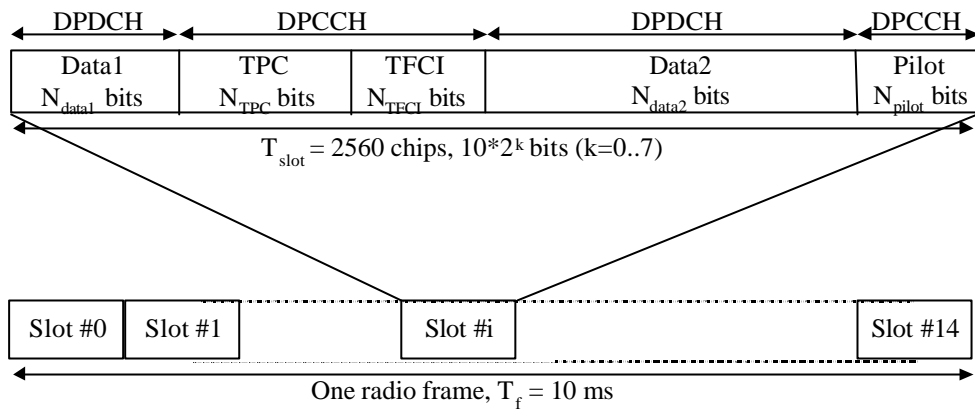 DPDCH DPCCH DPDCH DPCCH
Data1 TPC TFCI Data2 Pilot
N_data1 bits N_TPC bits N_TFCI bits N_data2 bits N_pilot bits
T_slot = 2560 chips, 10*2^k bits (k=0..7)
Slot #0 Slot #1 Slot #i Slot #14
One radio frame, T_f = 10 ms